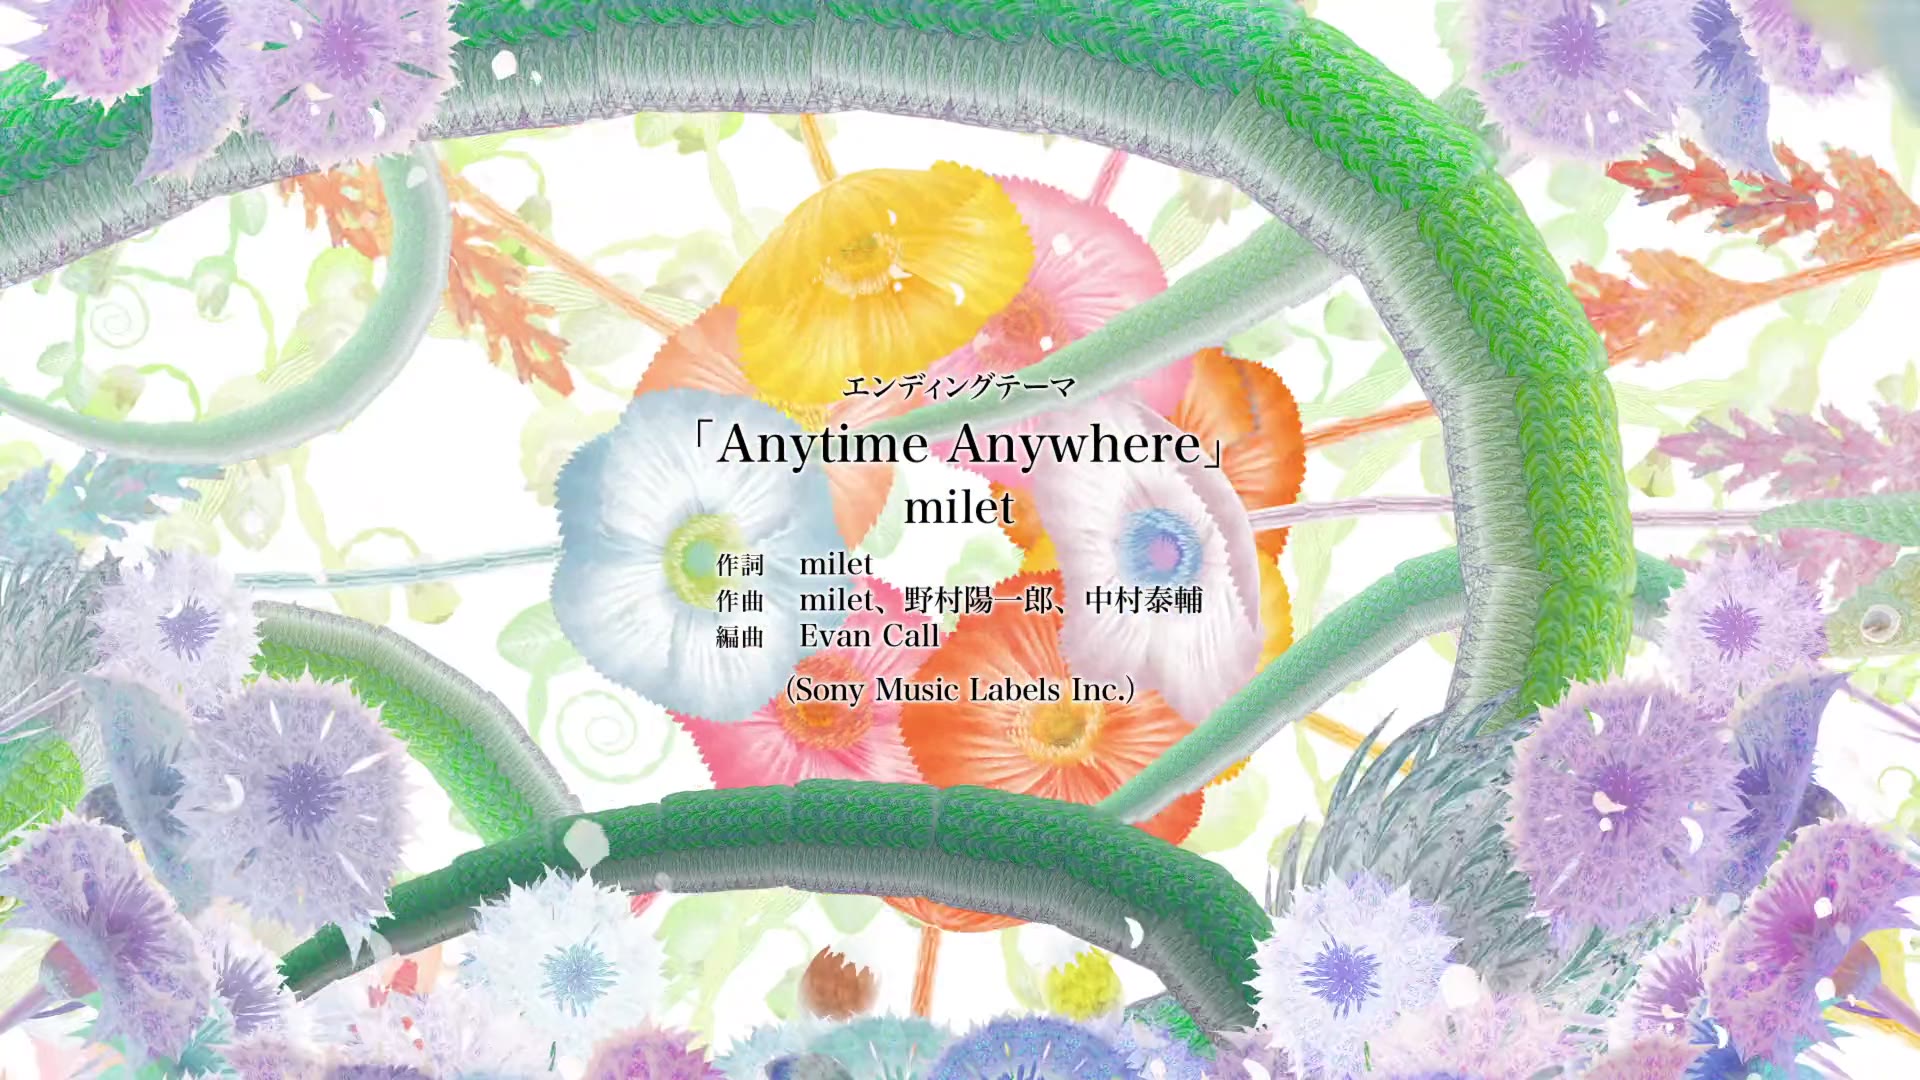 エンディングテーマ
「Anytime Anywhere」
milet
作詞 milet
作曲 milet、野村陽一郎、中村泰輔
編曲 Evan Call
(Sony Music Labels Inc.)